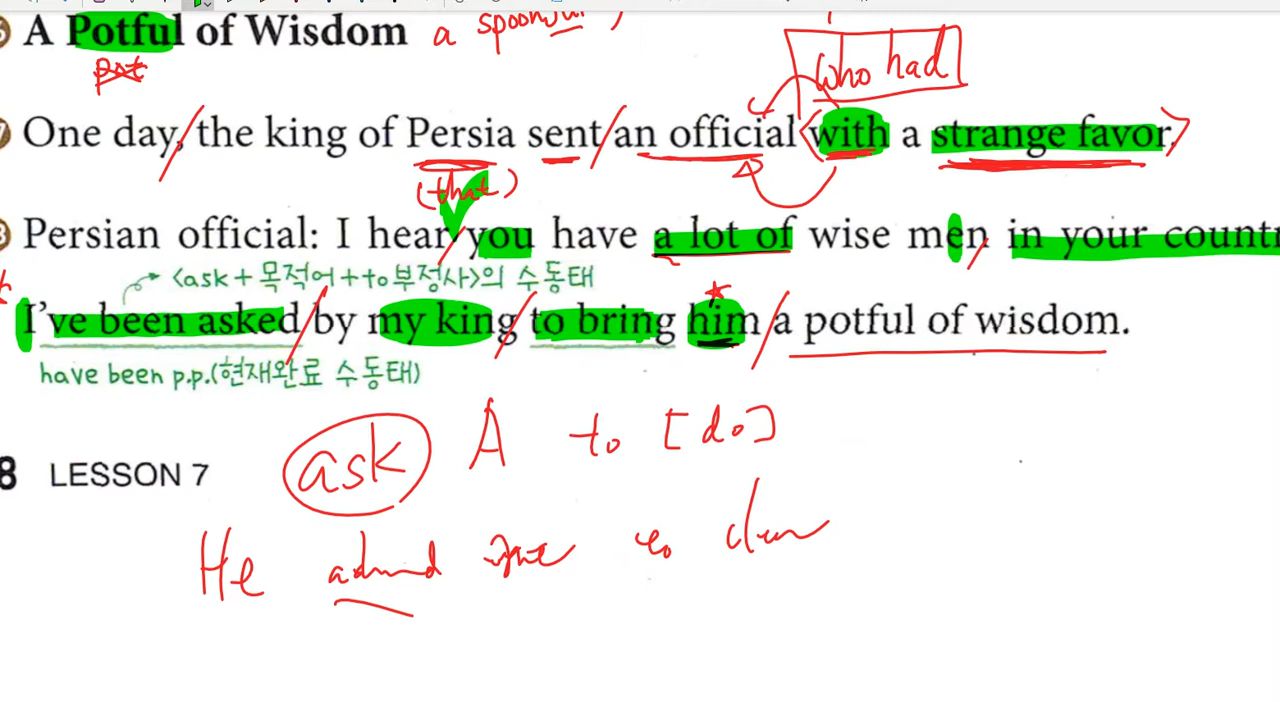 A Potful of Wisdom a spoonful
pot
who had
One day, the king of Persia sent an official with a strange favor.
(that)
Persian official: I hear you have a lot of wise men in your countr
<ask + 목적어 + to 부정사>의 수동태
I've been asked by my king to bring him a potful of wisdom.
have been p.p.(현재완료 수동태)
ask A to [do]
8 LESSON 7
He to